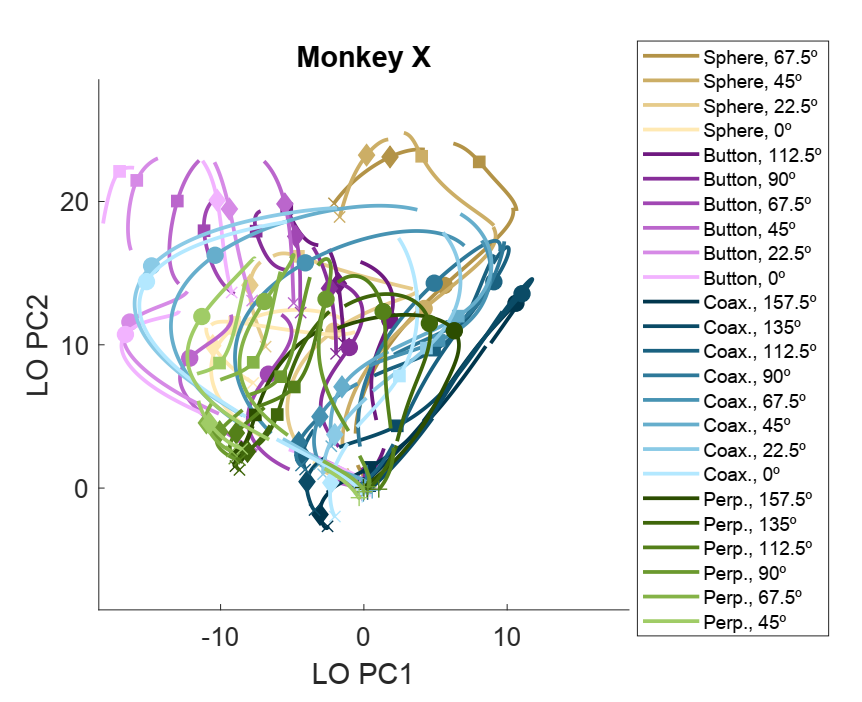 Monkey X
20
10
0
-10
0
10
LO PC2
LO PC1
Sphere, 67.5º
Sphere, 45º
Sphere, 22.5º
Sphere, 0º
Button, 112.5º
Button, 90º
Button, 67.5º
Button, 45º
Button, 22.5º
Button, 0º
Coax., 157.5º
Coax., 135º
Coax., 112.5º
Coax., 90º
Coax., 67.5º
Coax., 45º
Coax., 22.5º
Coax., 0º
Perp., 157.5º
Perp., 135º
Perp., 112.5º
Perp., 90º
Perp., 67.5º
Perp., 45º